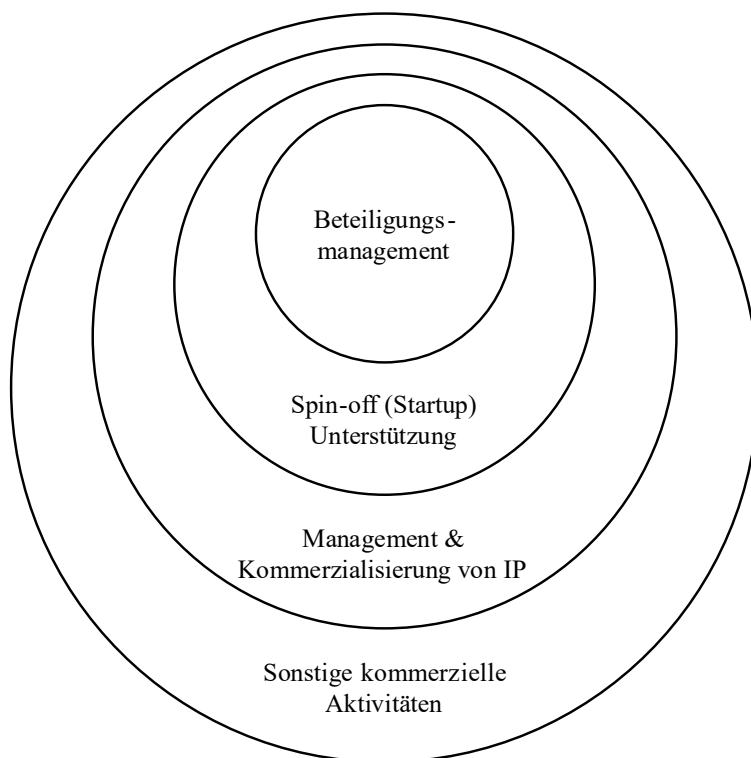 Beteiligungs-
management
Spin-off (Startup)
Unterstützung
Management &
Kommerzialisierung von IP
Sonstige kommerzielle
Aktivitäten